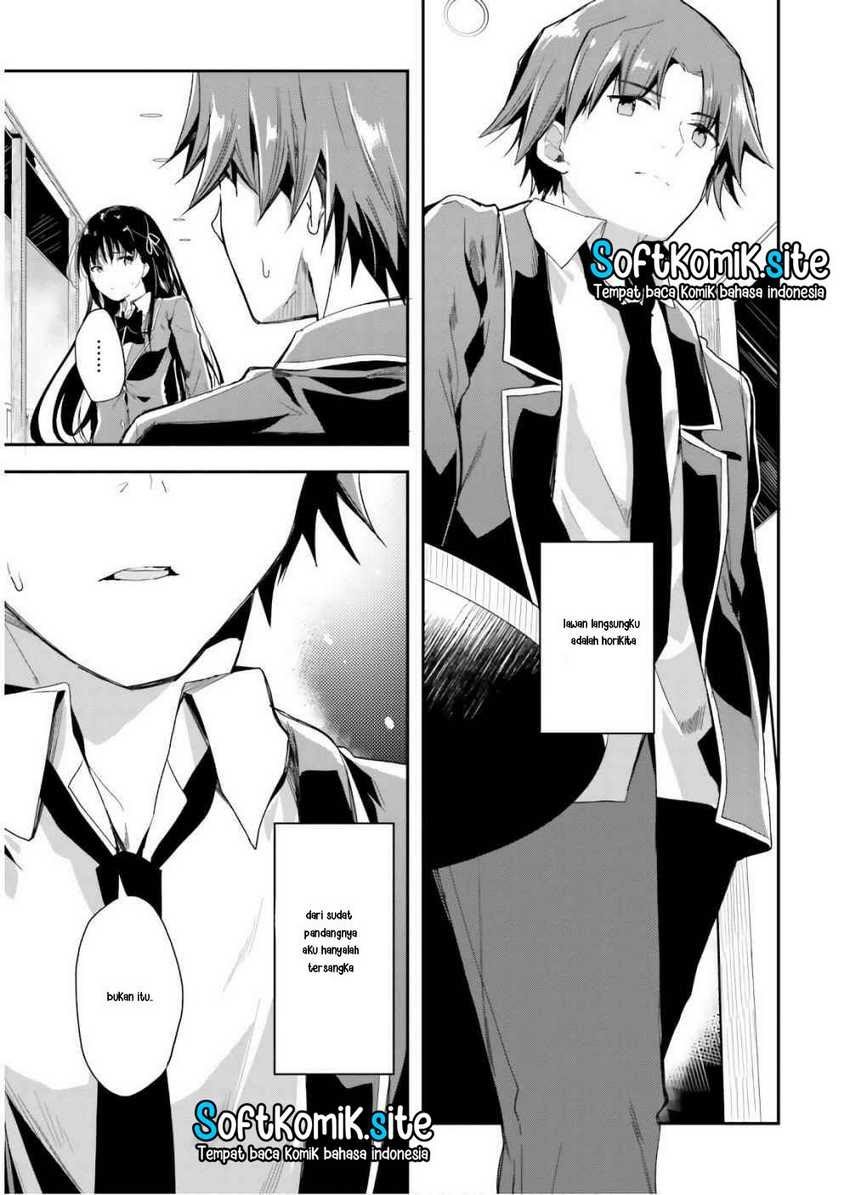 SoftKomik.site
Tempat baca Komik bahasa indonesia
lawan langsungku
adalah horikita
......
dari sudat
pandangnya
aku hanyalah
tersangka
bukan itu..
SoftKomik.site
Tempat baca Komik bahasa indonesia